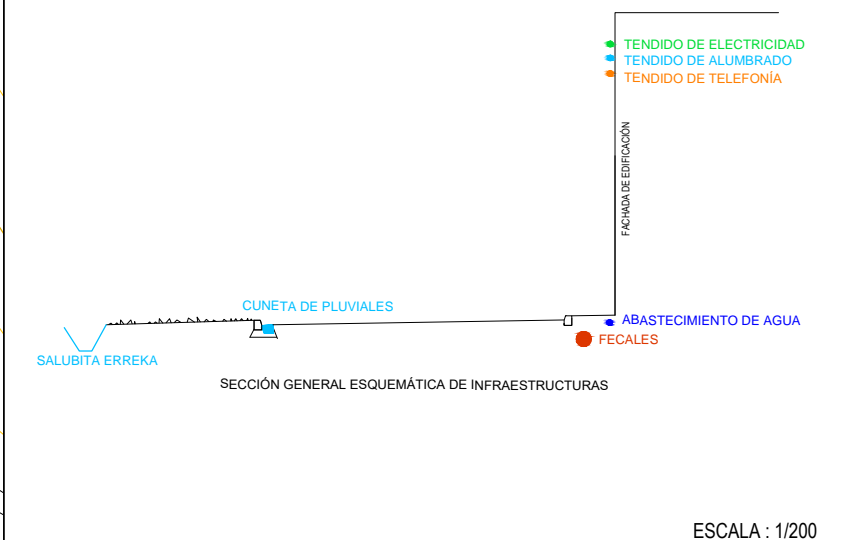 TENDIDO DE ELECTRICIDAD
TENDIDO DE ALUMBRADO
TENDIDO DE TELEFONÍA
FACHADA DE EDIFICACIÓN
CUNETA DE PLUVIALES
ABASTECIMIENTO DE AGUA
FECALES
SALUBITA ERREKA
SECCIÓN GENERAL ESQUEMÁTICA DE INFRAESTRUCTURAS
ESCALA : 1/200